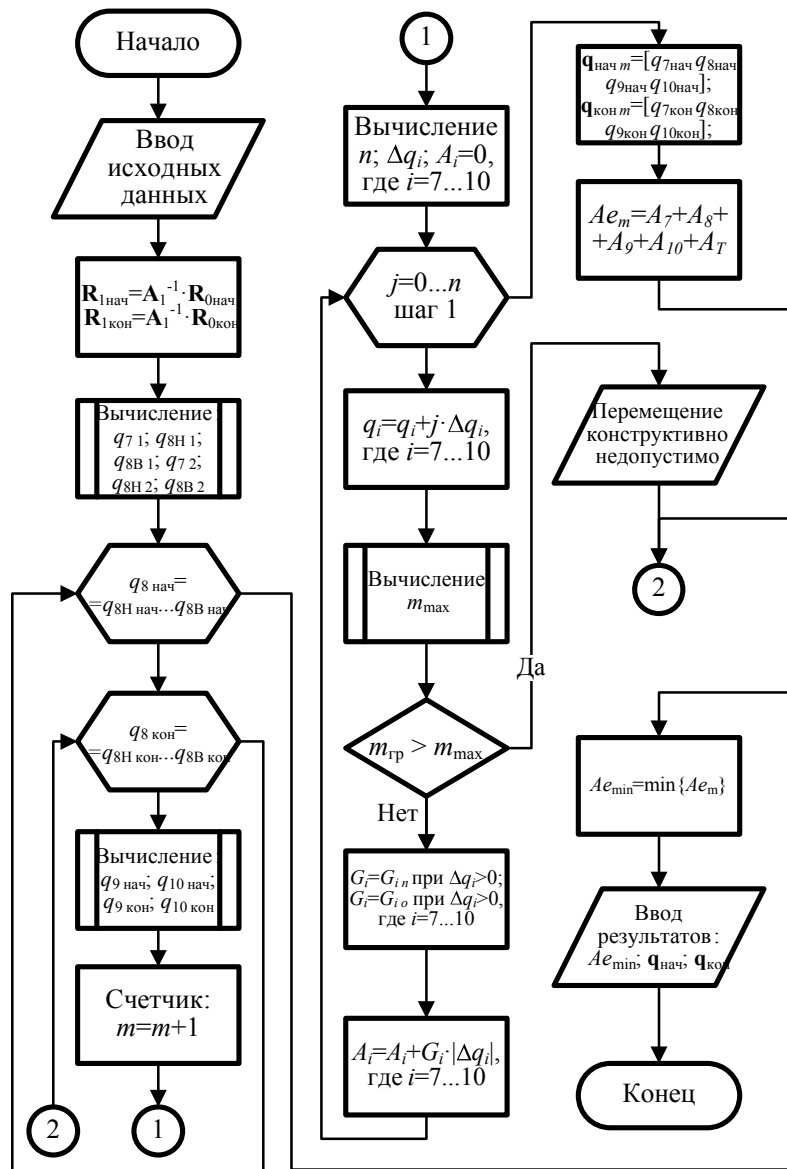 Начало
Ввод
исходных
данных
R1нач=A1-1·R0нач
R1кон=A1-1·R0кон
Вычисление:
q7 1; q8Н 1;
q8В 1; q7 2;
q8Н 2; q8В 2
q8 нач=
=q8Н нач...q8В нач
q8 кон=
=q8Н кон...q8В кон
Вычисление:
q9 нач; q10 нач;
q9 кон; q10 кон
Счетчик:
m=m+1
2
1
1
Вычисление
n; Δqi; Ai=0,
где i=7...10
j=0...n
шаг 1
qi=qi+j·Δqi,
где i=7...10
Вычисление
mmax
mгр > mmax
Да
Нет
Gi=Gi п при Δqi>0;
Gi=Gi о при Δqi>0,
где i=7...10
Ai=Ai+Gi·|Δqi|,
где i=7...10
qнач m=[q7нач q8нач
q9нач q10нач];
qкон m=[q7кон q8кон
q9кон q10кон];
Aem=A7+A8+
+A9+A10+AT
Перемещение
конструктивно
недопустимо
2
Aemin=min{Aem}
Ввод
результатов:
Aemin; qнач; qкон
Конец